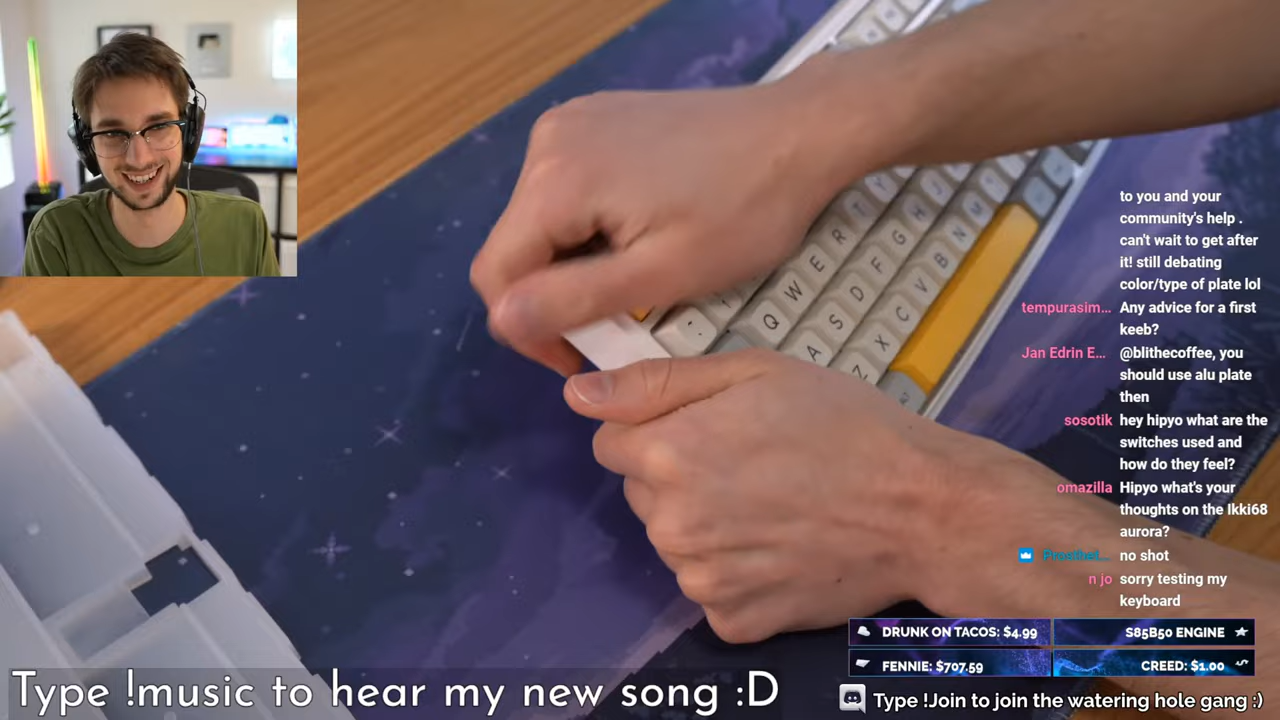 to you and your
community's help .
can't wait to get after
it! still debating
color/type of plate lol
tempurasim... Any advice for a first
keeb?
Jan Edrin E... @blithecoffee, you
should use alu plate
then
sosotik hey hipyo what are the
switches used and
how do they feel?
omazilla Hipyo what's your
thoughts on the Ikki68
aurora?
Prosthet... no shot
n jo sorry testing my
keyboard
DRUNK ON TACOS: $4.99 S85B50 ENGINE
FENNIE: $707.59 CREED: $1.00
Type !music to hear my new song :D
Type !Join to join the watering hole gang :)
Q W E R T Y
A S D F G H J
Z X C V B N M